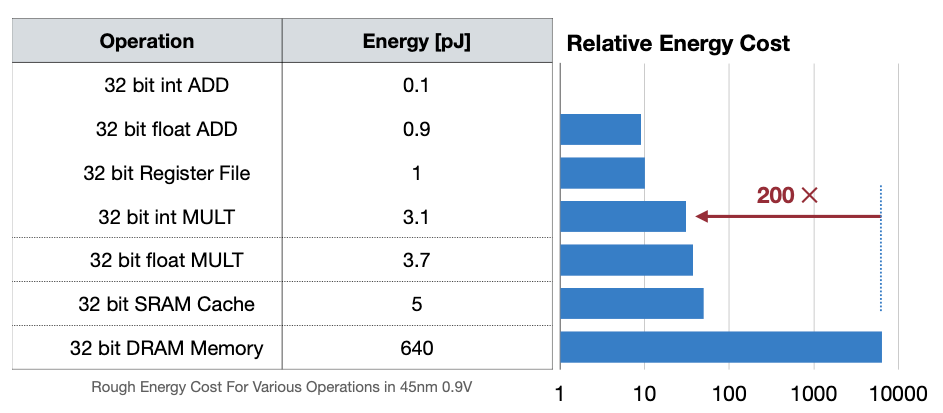 Operation Energy [pJ] Relative Energy Cost
32 bit int ADD 0.1
32 bit float ADD 0.9
32 bit Register File 1
32 bit int MULT 3.1
200 ×
32 bit float MULT 3.7
32 bit SRAM Cache 5
32 bit DRAM Memory 640
Rough Energy Cost For Various Operations in 45nm 0.9V
1 10 100 1000 10000